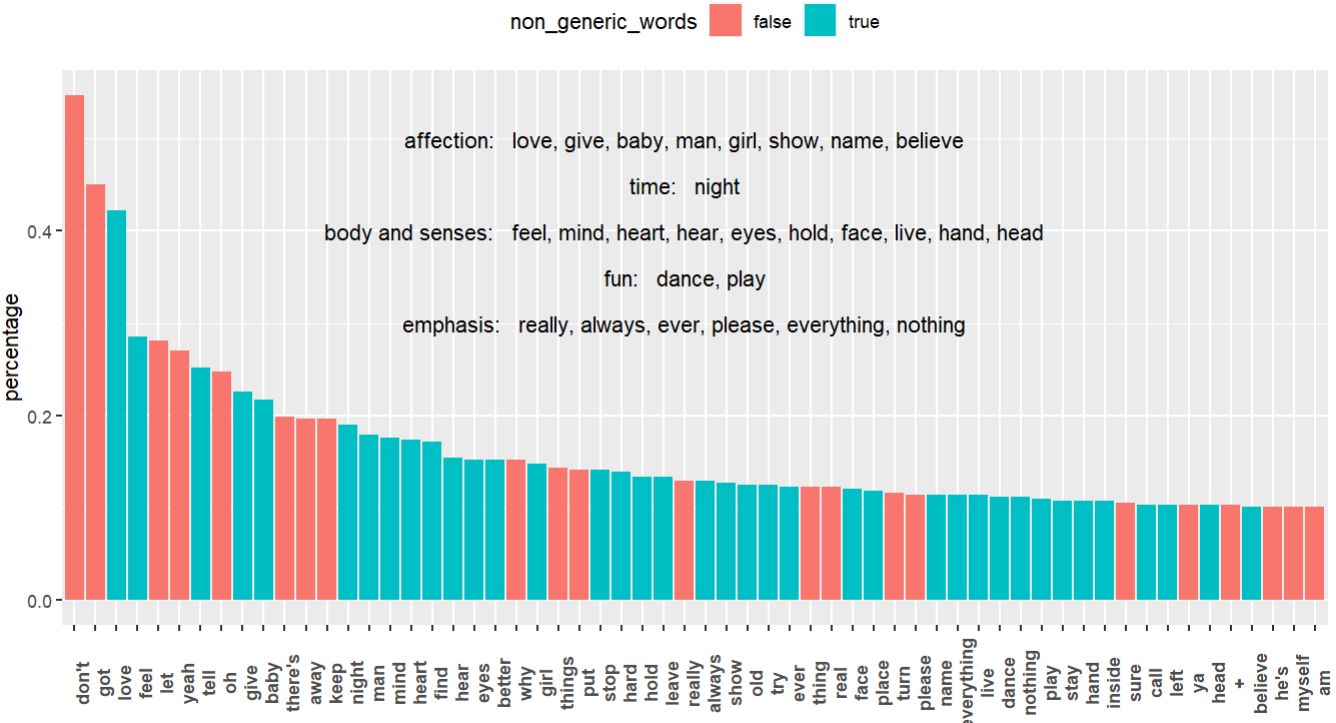 non_generic_words false true
affection: love, give, baby, man, girl, show, name, believe
time: night
body and senses: feel, mind, heart, hear, eyes, hold, face, live, hand, head
fun: dance, play
emphasis: really, always, ever, please, everything, nothing
percentage
0.4
0.2
0.0
don't
got
love
feel
let
yeah
tell
oh
give
baby
there's
away
keep
night
man
mind
heart
find
hear
eyes
better
why
girl
things
put
stop
hard
hold
leave
really
always
show
old
try
ever
thing
real
face
place
turn
please
name
everything
live
dance
nothing
play
stay
hand
inside
sure
call
left
ya
head
+
believe
he's
myself
am